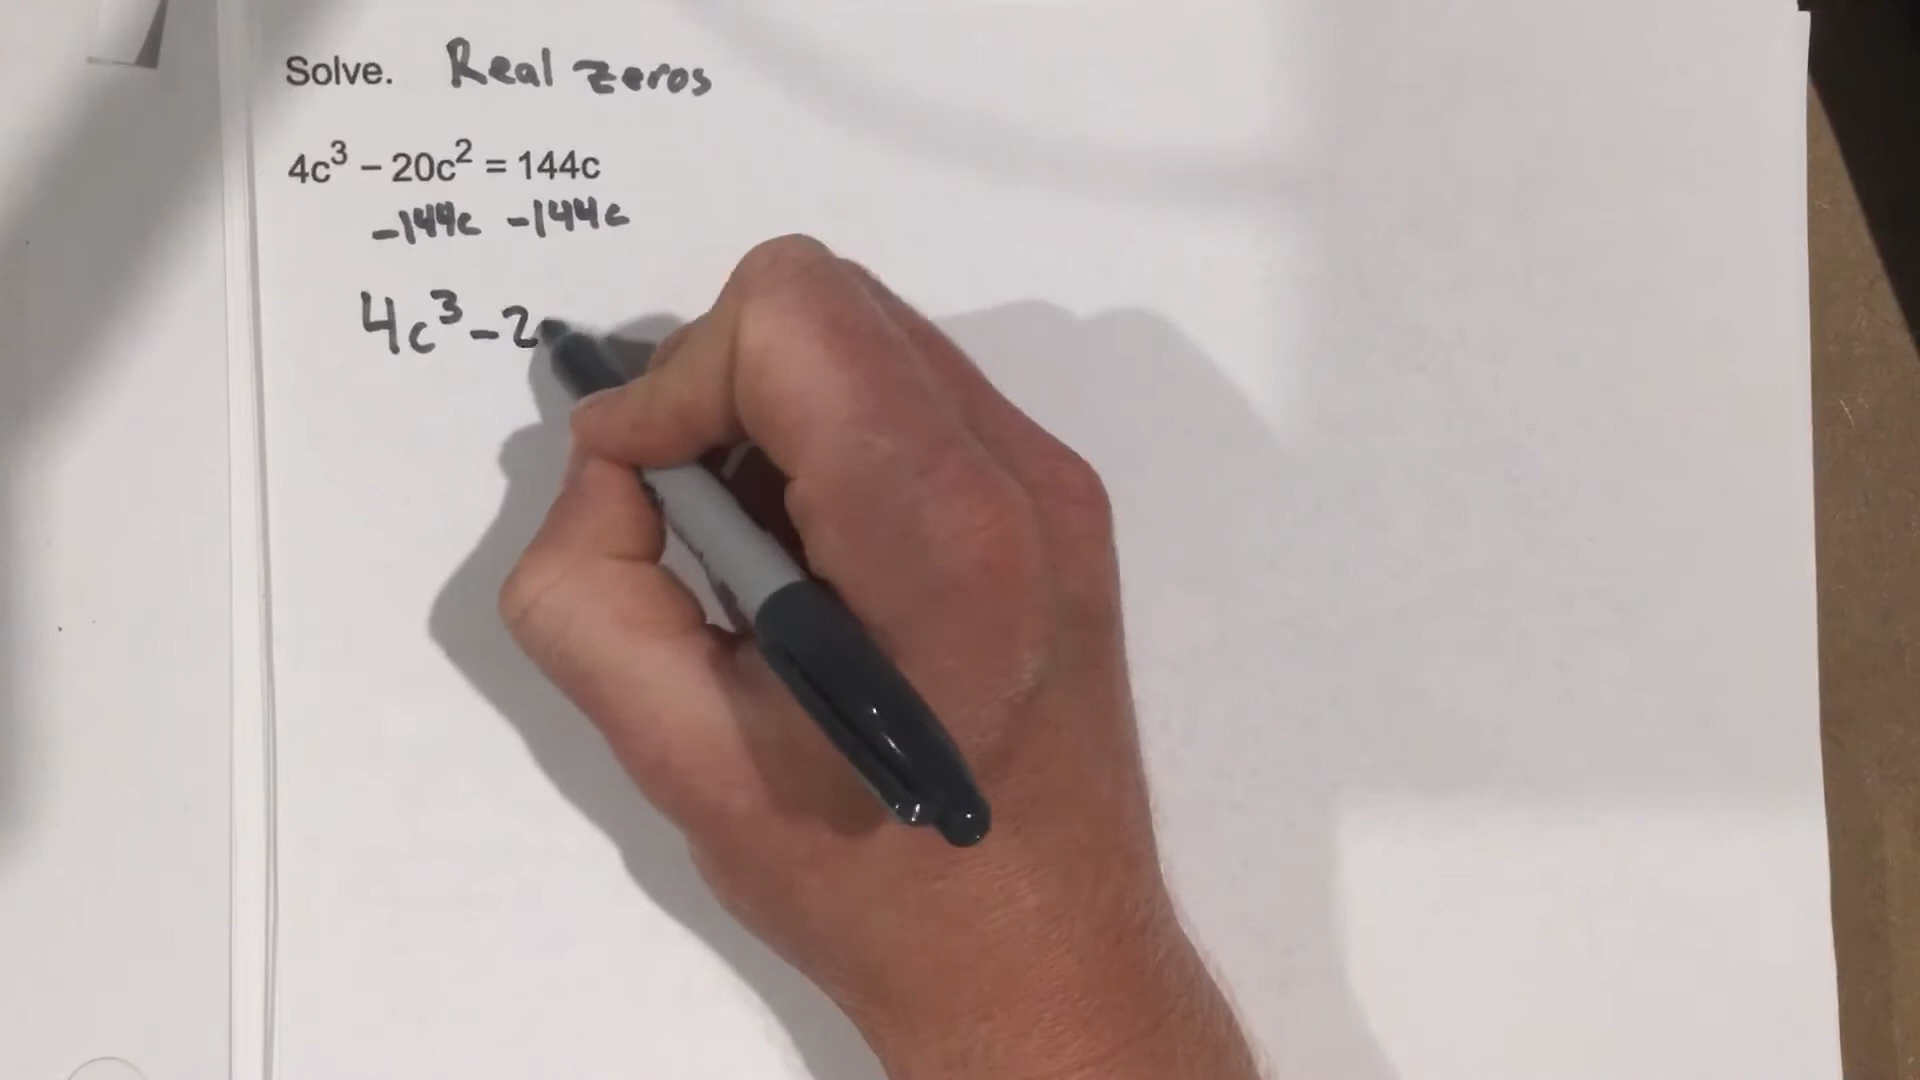 Solve. Real zeros
4c³ – 20c² = 144c
-144c -144c
4c³ -2